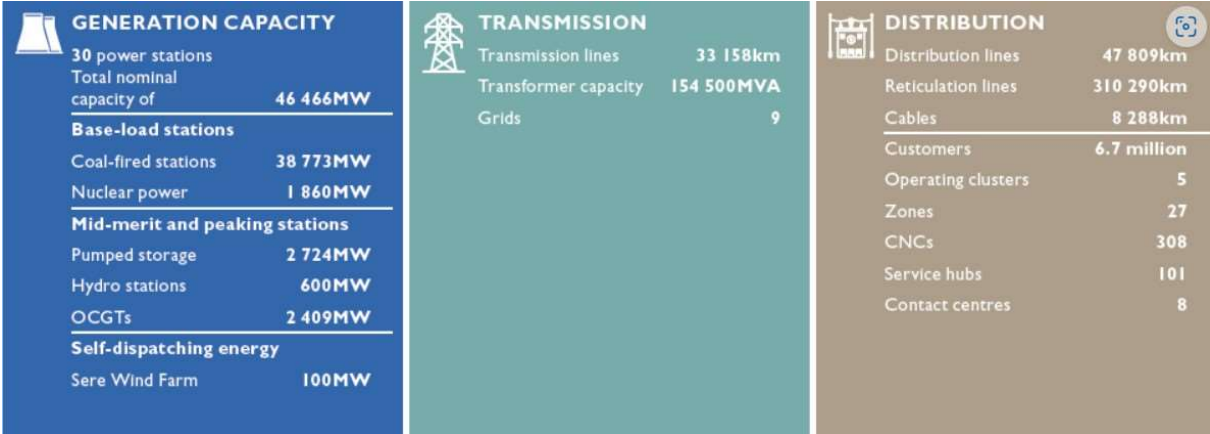 GENERATION CAPACITY
30 power stations
Total nominal
capacity of 46 466MW
Base-load stations
Coal-fired stations 38 773MW
Nuclear power 1 860MW
Mid-merit and peaking stations
Pumped storage 2 724MW
Hydro stations 600MW
OCGTs 2 409MW
Self-dispatching energy
Sere Wind Farm 100MW
TRANSMISSION
Transmission lines 33 158km
Transformer capacity 154 500MVA
Grids 9
DISTRIBUTION
Distribution lines 47 809km
Reticulation lines 310 290km
Cables 8 288km
Customers 6.7 million
Operating clusters 5
Zones 27
CNCs 308
Service hubs 101
Contact centres 8